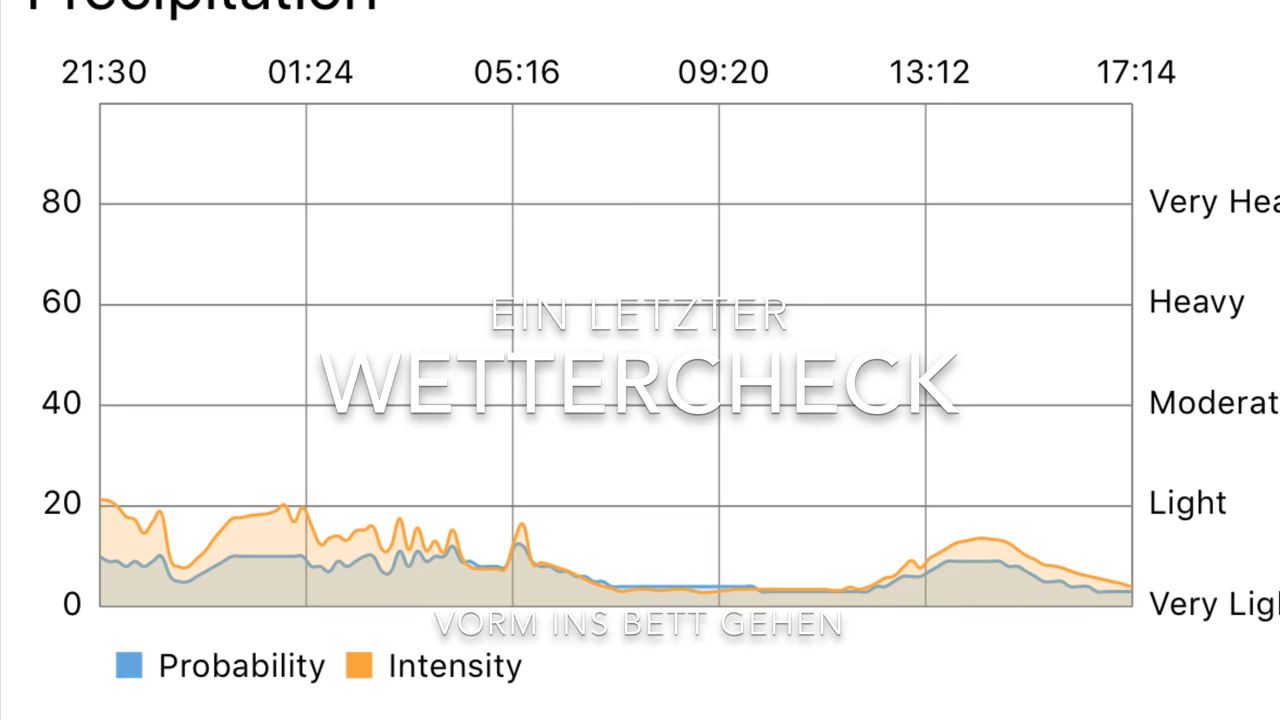 Precipitation
21:30 01:24 05:16 09:20 13:12 17:14
80 Very Hea
60 Heavy
EIN LETZTER
WETTERCHECK
40 Moderat
20 Light
0 Very Ligh
VORM INS BETT GEHEN
Probability Intensity